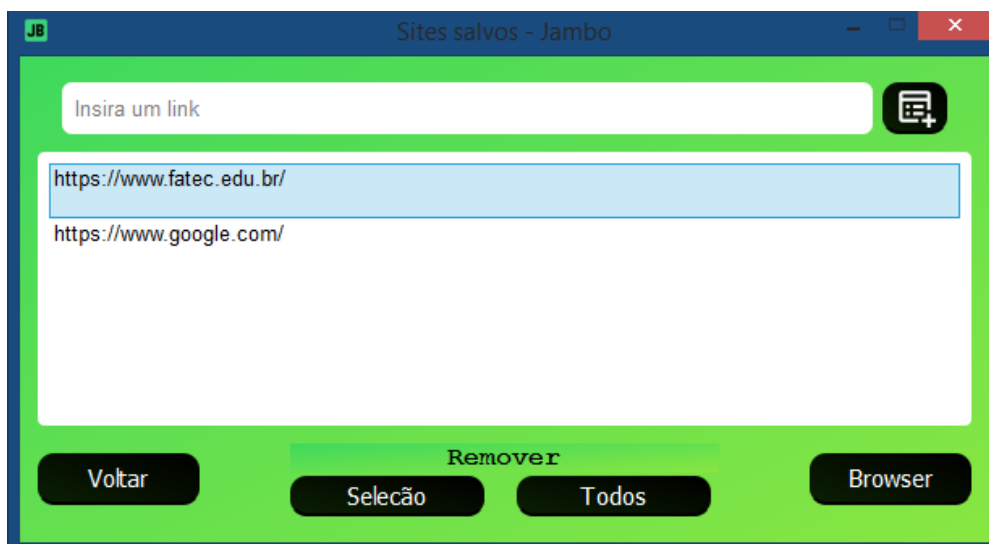 JB Sites salvos - Jambo
Insira um link
https://www.fatec.edu.br/
https://www.google.com/
Remover
Voltar Selecão Todos Browser